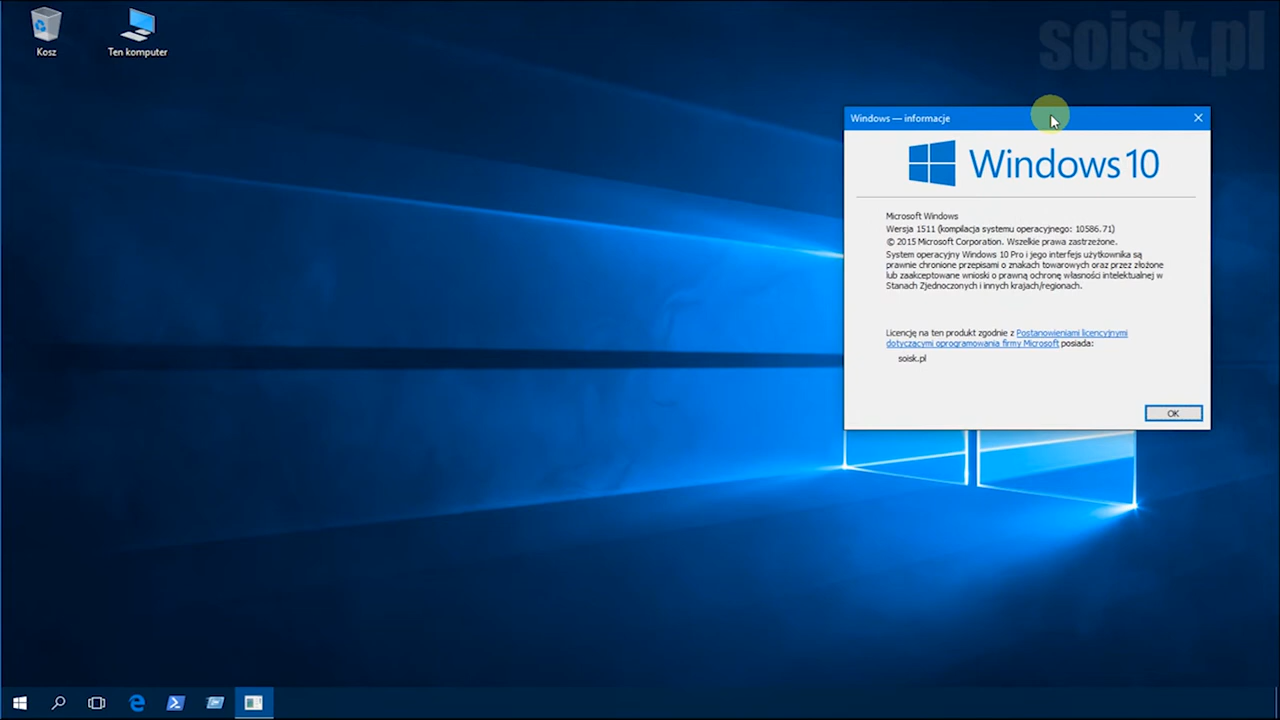 soisk.pl
Kosz
Ten komputer
Windows — informacje
Windows 10
Microsoft Windows
Wersja 1511 (kompilacja systemu operacyjnego: 10586.71)
© 2015 Microsoft Corporation. Wszelkie prawa zastrzeżone.
System operacyjny Windows 10 Pro i jego interfejs użytkownika są
prawnie chronione przepisami o znakach towarowych oraz przez złożone
lub zaakceptowane wnioski o prawną ochronę własności intelektualnej w
Stanach Zjednoczonych i innych krajach/regionach.
Licencję na ten produkt zgodnie z Postanowieniami licencyjnymi
dotyczącymi oprogramowania firmy Microsoft posiada:
soisk.pl
OK